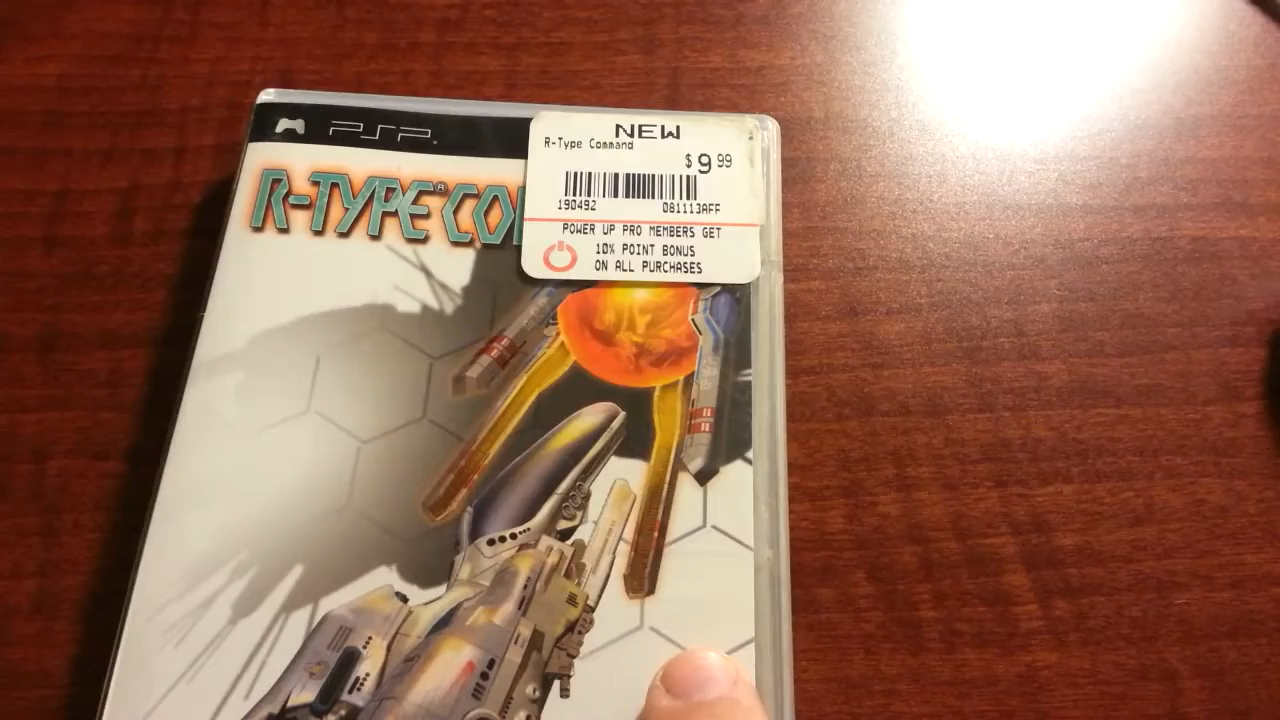 PSP
R-TYPE® CO
NEW
R-Type Command
$9.99
190492 081113AFF
POWER UP PRO MEMBERS GET
10% POINT BONUS
ON ALL PURCHASES